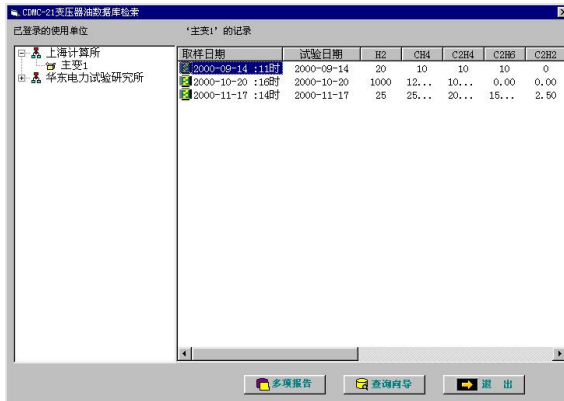 CDMC-21变压器油数据库检索
已登录的使用单位 ‘主变1’ 的记录
上海计算所
主变1
华东电力试验研究所
取样日期 试验日期 H2 CH4 C2H4 C2H6 C2H2
2000-09-14 :11时 2000-09-14 20 10 10 10 0
2000-10-20 :16时 2000-10-20 1000 12... 10... 0.00 0.00
2000-11-17 :14时 2000-11-17 25 25... 20... 15... 2.50
多项报告 查询向导 退 出